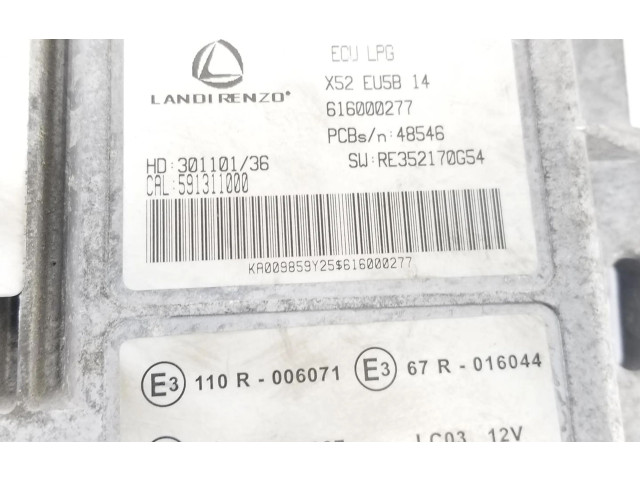 LANDIRENZO®
ECU LPG
X52 EU5B 14
616000277
PCBs/n:48546
HD:301101/36 SW:RE352170G54
CAL:591311000
KA009859Y25$616000277
E3 110 R - 006071 E3 67 R - 016044
LC03 12V